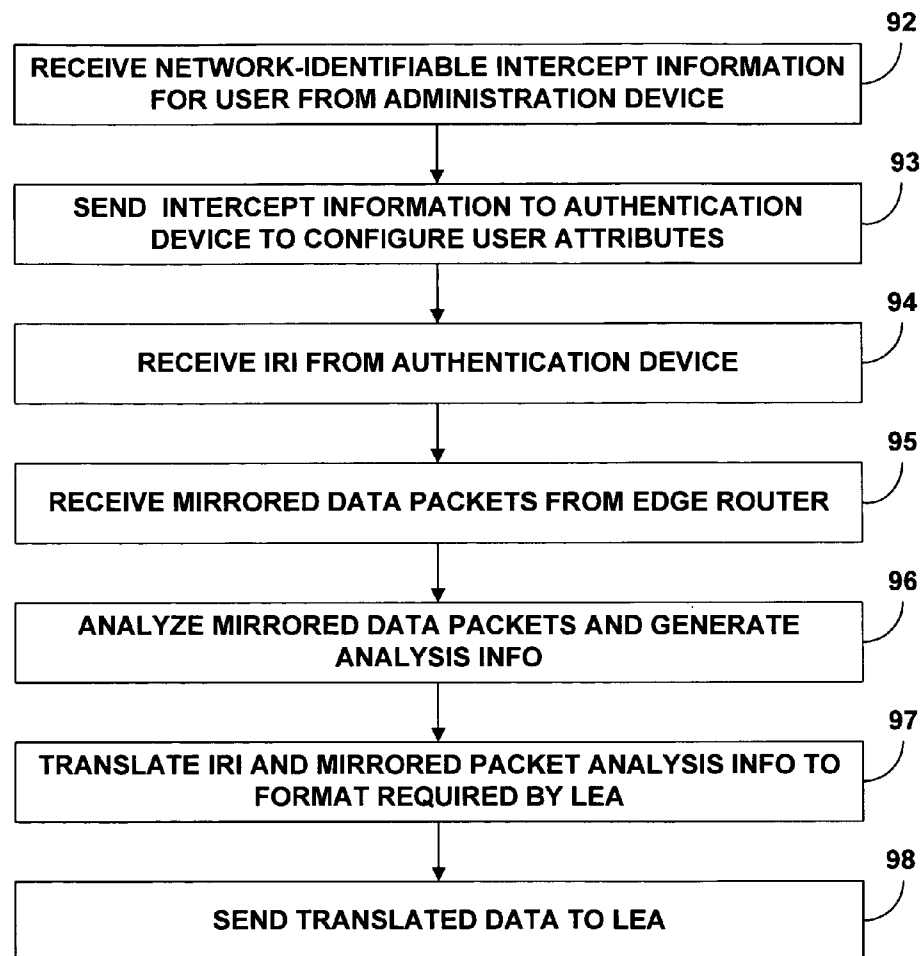 92
RECEIVE NETWORK-IDENTIFIABLE INTERCEPT INFORMATION
FOR USER FROM ADMINISTRATION DEVICE
93
SEND INTERCEPT INFORMATION TO AUTHENTICATION
DEVICE TO CONFIGURE USER ATTRIBUTES
94
RECEIVE IRI FROM AUTHENTICATION DEVICE
95
RECEIVE MIRRORED DATA PACKETS FROM EDGE ROUTER
96
ANALYZE MIRRORED DATA PACKETS AND GENERATE
ANALYSIS INFO
97
TRANSLATE IRI AND MIRRORED PACKET ANALYSIS INFO TO
FORMAT REQUIRED BY LEA
98
SEND TRANSLATED DATA TO LEA